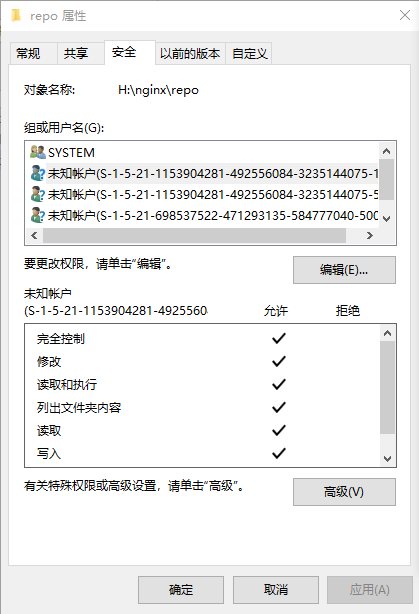 repo 属性
常规 共享 安全 以前的版本 自定义
对象名称: H:\nginx\repo
组或用户名(G):
SYSTEM
未知帐户(S-1-5-21-1153904281-492556084-3235144075-1
未知帐户(S-1-5-21-1153904281-492556084-3235144075-5
未知帐户(S-1-5-21-698537522-471293135-584777040-500
要更改权限，请单击“编辑”。
编辑(E)...
未知帐户
(S-1-5-21-1153904281-4925560 允许 拒绝
完全控制
修改
读取和执行
列出文件夹内容
读取
写入
有关特殊权限或高级设置，请单击“高级”。
高级(V)
确定 取消 应用(A)